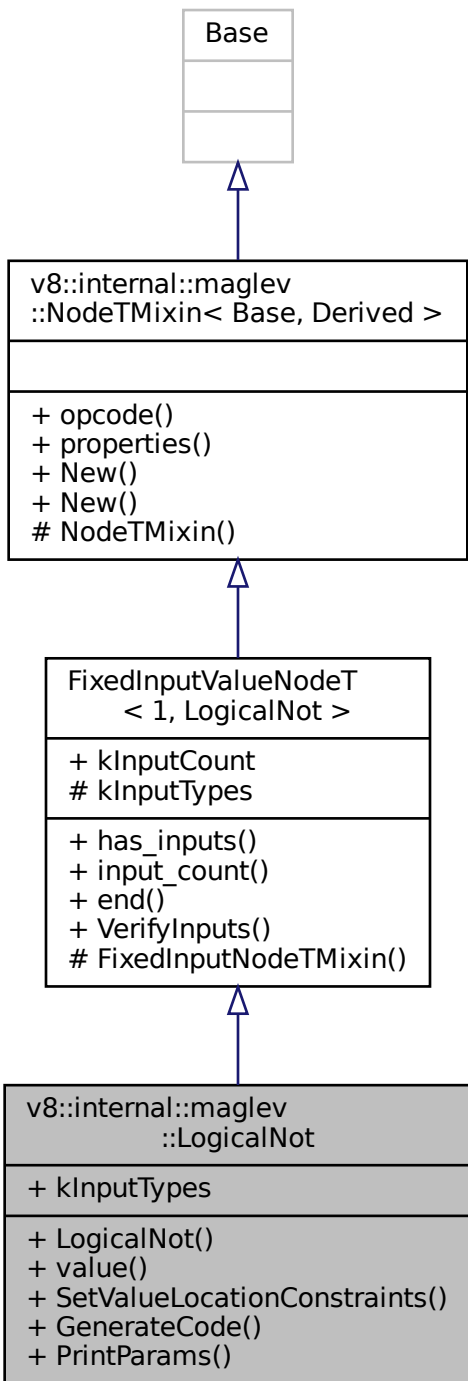 Base
v8::internal::maglev
::NodeTMixin< Base, Derived >
+ opcode()
+ properties()
+ New()
+ New()
# NodeTMixin()
FixedInputValueNodeT
< 1, LogicalNot >
+ kInputCount
# kInputTypes
+ has_inputs()
+ input_count()
+ end()
+ VerifyInputs()
# FixedInputNodeTMixin()
v8::internal::maglev
::LogicalNot
+ kInputTypes
+ LogicalNot()
+ value()
+ SetValueLocationConstraints()
+ GenerateCode()
+ PrintParams()